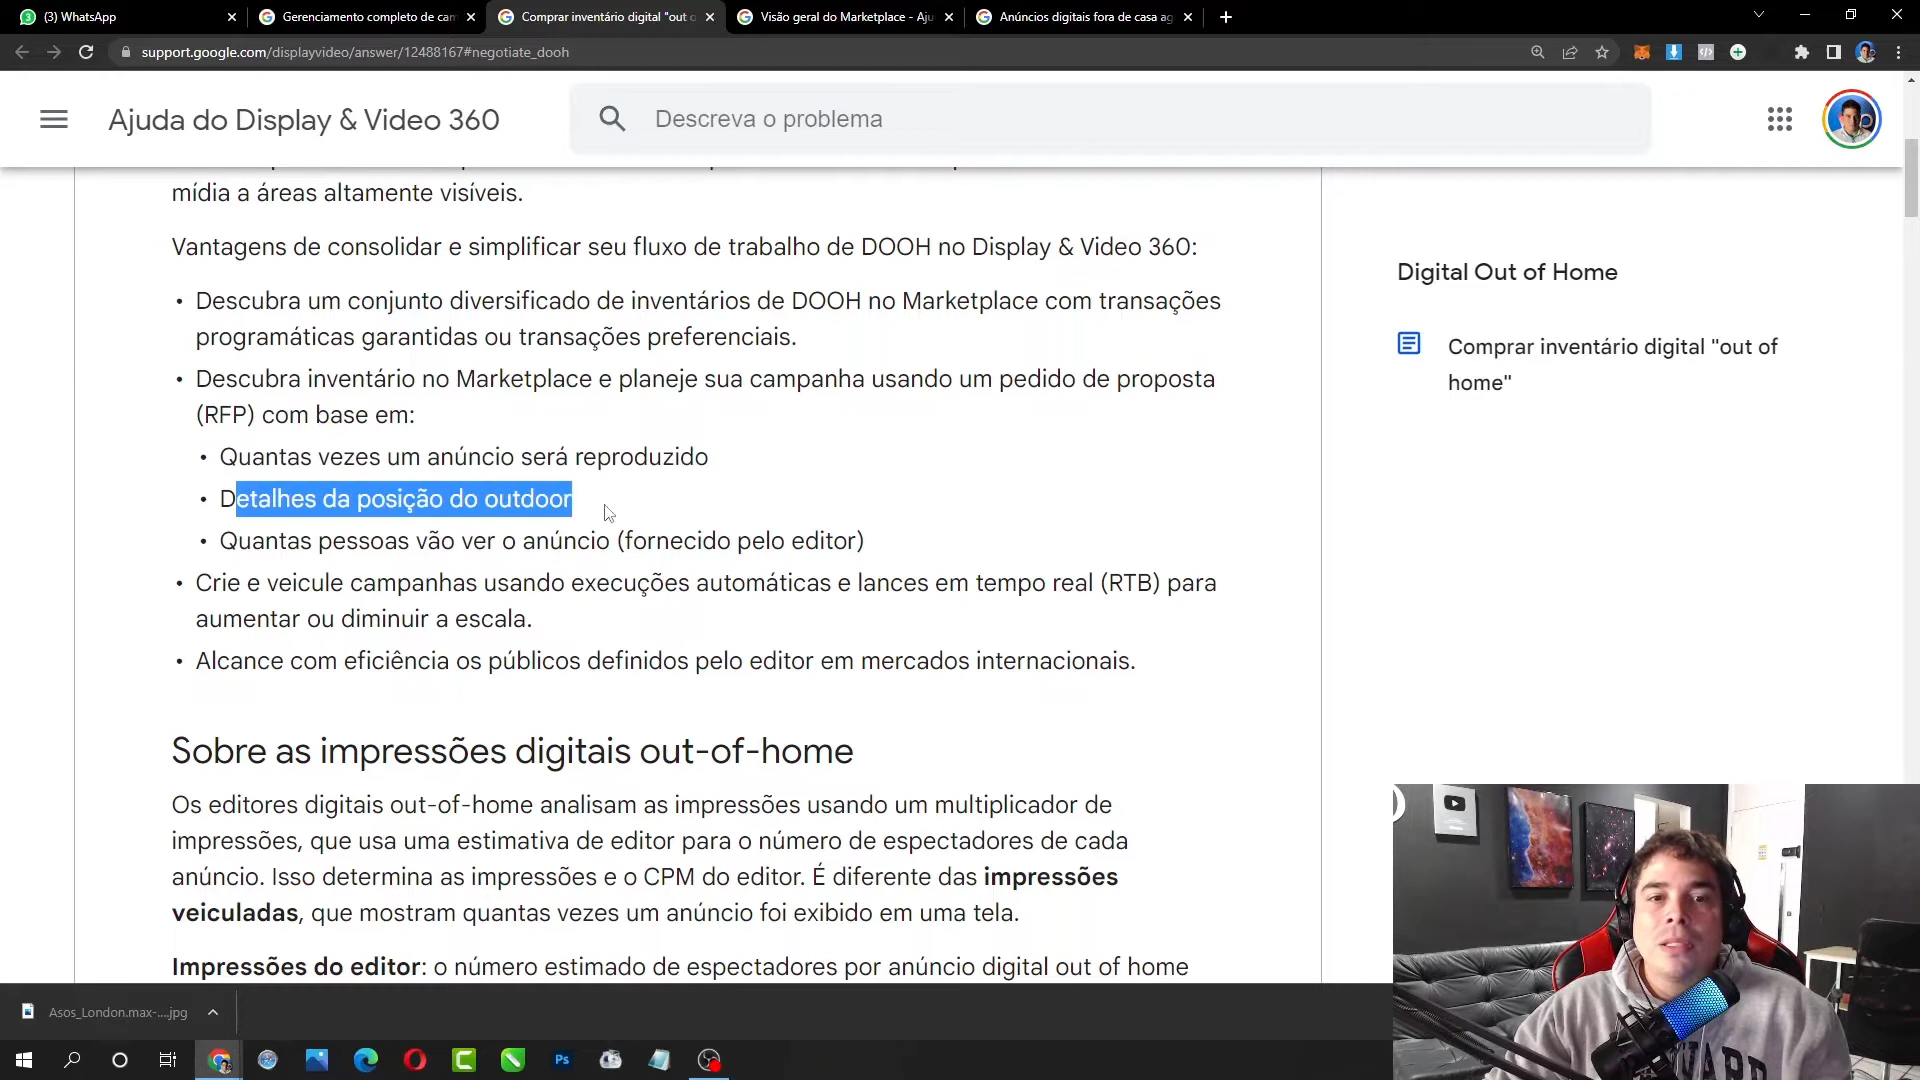 (3) WhatsApp
Gerenciamento completo de cam
Comprar inventário digital "out o
Visão geral do Marketplace - Aju
Anúncios digitais fora de casa ag
support.google.com/displayvideo/answer/12488167#negotiate_dooh
Ajuda do Display & Video 360
Descreva o problema
mídia a áreas altamente visíveis.
Vantagens de consolidar e simplificar seu fluxo de trabalho de DOOH no Display & Video 360:
• Descubra um conjunto diversificado de inventários de DOOH no Marketplace com transações
programáticas garantidas ou transações preferenciais.
• Descubra inventário no Marketplace e planeje sua campanha usando um pedido de proposta
(RFP) com base em:
• Quantas vezes um anúncio será reproduzido
• Detalhes da posição do outdoor
• Quantas pessoas vão ver o anúncio (fornecido pelo editor)
• Crie e veicule campanhas usando execuções automáticas e lances em tempo real (RTB) para
aumentar ou diminuir a escala.
• Alcance com eficiência os públicos definidos pelo editor em mercados internacionais.
Sobre as impressões digitais out-of-home
Os editores digitais out-of-home analisam as impressões usando um multiplicador de
impressões, que usa uma estimativa de editor para o número de espectadores de cada
anúncio. Isso determina as impressões e o CPM do editor. É diferente das impressões
veiculadas, que mostram quantas vezes um anúncio foi exibido em uma tela.
Impressões do editor: o número estimado de espectadores por anúncio digital out of home
Digital Out of Home
Comprar inventário digital "out of
home"
Asos_London.max-....jpg
Ps